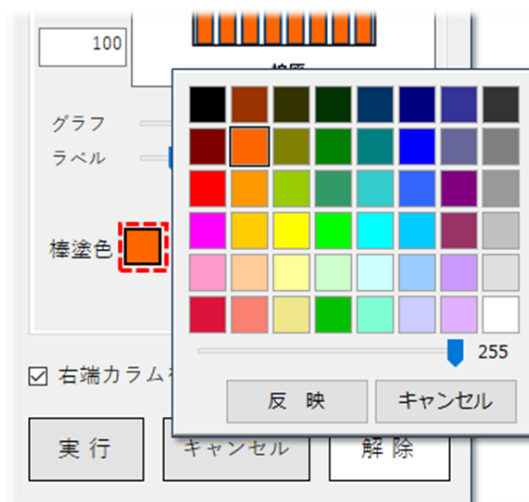 100
グラフ
ラベル
棒塗色
255
反 映
キャンセル
右端カラム
実 行
キャンセル
解 除